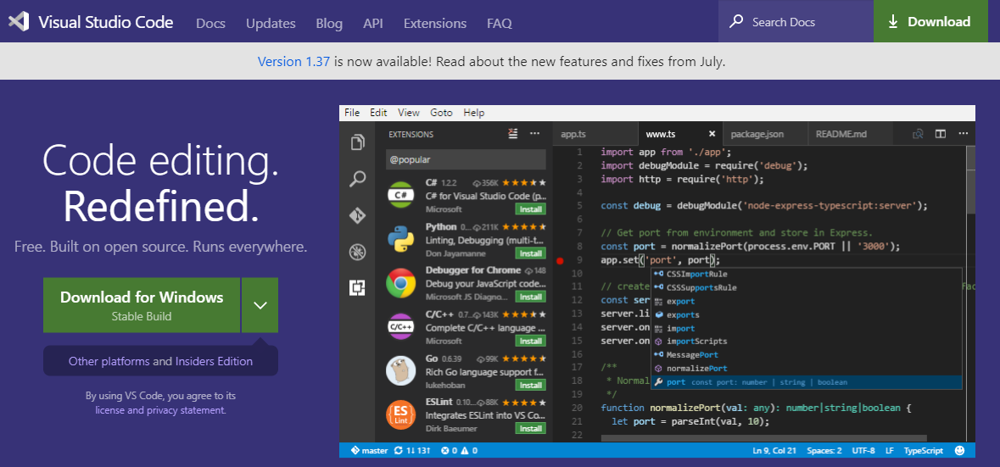 Visual Studio Code Docs Updates Blog API Extensions FAQ Search Docs Download
Version 1.37 is now available! Read about the new features and fixes from July.
Code editing.
Redefined.
Free. Built on open source. Runs everywhere.
Download for Windows
Stable Build
Other platforms and Insiders Edition
By using VS Code, you agree to its
license and privacy statement.
File Edit View Goto Help
EXTENSIONS
@popular
C# 1.2.2 356K
C# for Visual Studio Code (p...
Microsoft Install
Python 0... 211K
Linting, Debugging (multi-t...
Don Jayamanne Install
Debugger for Chrome 148
Debug your JavaScript code...
Microsoft JS Diagno... Install
C/C++ 0.7... 143K
Complete C/C++ language ...
Microsoft Install
Go 0.6.39 99K
Rich Go language support f...
lukehoban Install
ESLint 0.10... 88K
Integrates ESLint into VS Co...
Dirk Baeumer Install
C#
C/C++
ES
Lint
app.ts www.ts package.json README.md
1 import app from './app';
2 import debugModule = require('debug');
3 import http = require('http');
4
5 const debug = debugModule('node-express-typescript:server');
6
7 // Get port from environment and store in Express.
8 const port = normalizePort(process.env.PORT || '3000');
9 app.set('port', port);
10
11 // create
12 const ser
13 server.li
14 server.on
15 server.on
16
17 /**
18 * Normal
19 */
20 function normalizePort(val: any): number|string|boolean {
21 let port = parseInt(val, 10);
22
CSSImportRule
CSSSupportsRule
export
exports
import
importScripts
MessagePort
normalizePort
port const port: number | string | boolean
master 1↓ 13↑ 0 0 Ln 9, Col 21 Spaces: 2 UTF-8 LF TypeScript